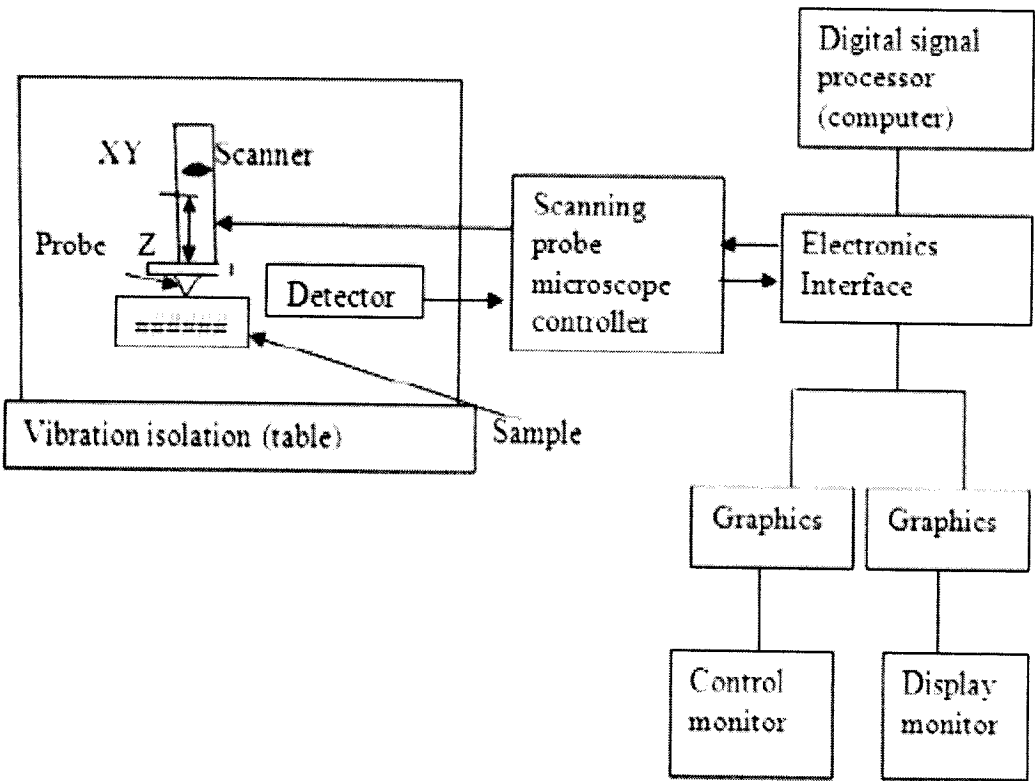 Digital signal
processor
(computer)
XY
Scanner
Scanning
probe
microscope
controller
Electronics
Interface
Probe
Z
Detector
Vibration isolation (table)
Sample
Graphics
Graphics
Control
monitor
Display
monitor